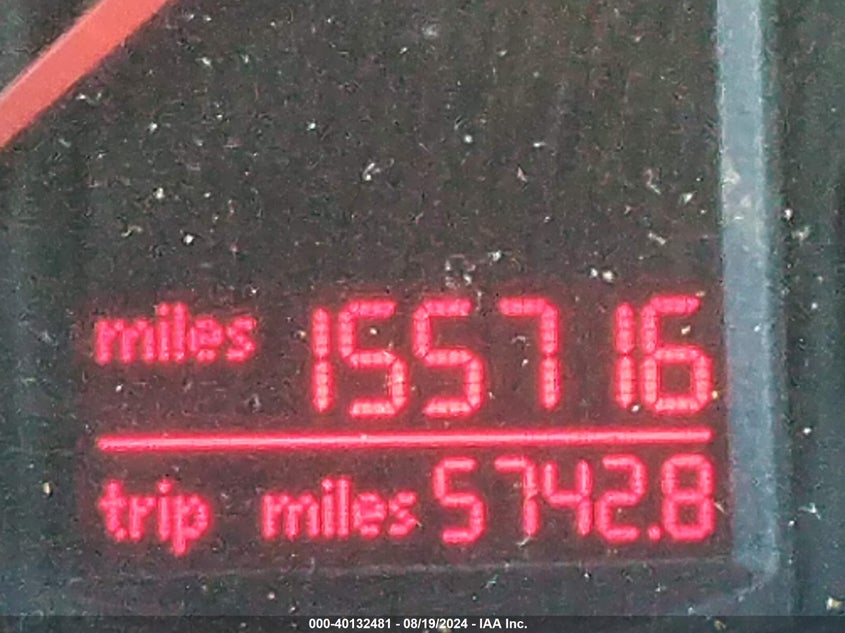 miles 155716
trip miles 5742.8
000-40132481 - 08/19/2024 - IAA Inc.